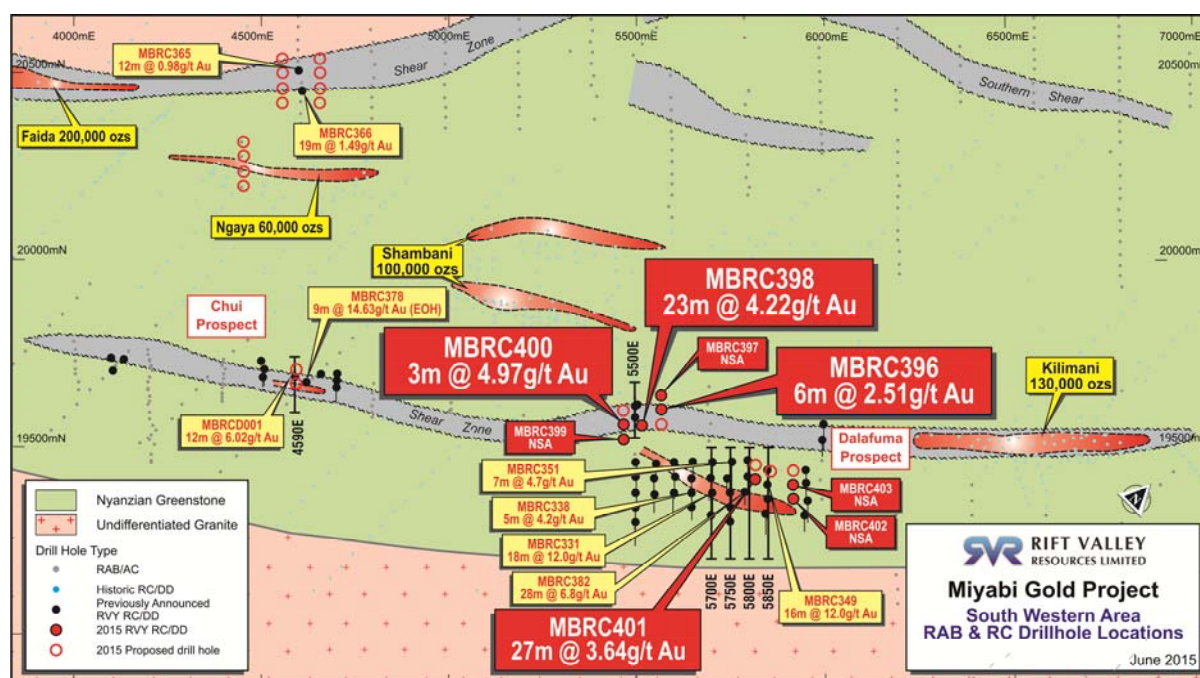 4000mE
4500mE
5000mE
5500mE
6000mE
6500mE
7000mE
20500mN
20500mN
MBRC365
12m @ 0.98g/t Au
Shear
Zone
Southern Shear
Faida 200,000 ozs
MBRC366
19m @ 1.49g/t Au
Ngaya 60,000 ozs
20000mN
20000mN
Shambani
100,000 ozs
MBRC398
23m @ 4.22g/t Au
MBRC378
9m @ 14.63g/t Au (EOH)
Chui
Prospect
MBRC400
3m @ 4.97g/t Au
5500E
MBRC397
NSA
MBRC396
6m @ 2.51g/t Au
Kilimani
130,000 ozs
MBRCD001
12m @ 6.02g/t Au
4590E
Shear Zone
MBRC399
NSA
19500mN
19500m
Dalafuma
Prospect
MBRC351
7m @ 4.7g/t Au
MBRC403
NSA
MBRC338
5m @ 4.2g/t Au
MBRC402
NSA
MBRC331
18m @ 12.0g/t Au
MBRC382
28m @ 6.8g/t Au
5700E
5750E
5800E
5850E
MBRC349
16m @ 12.0g/t Au
MBRC401
27m @ 3.64g/t Au
Nyanzian Greenstone
Undifferentiated Granite
Drill Hole Type
RAB/AC
Historic RC/DD
Previously Announced
RVY RC/DD
2015 RVY RC/DD
2015 Proposed drill hole
N
RIFT VALLEY
RESOURCES LIMITED
Miyabi Gold Project
South Western Area
RAB & RC Drillhole Locations
June 2015